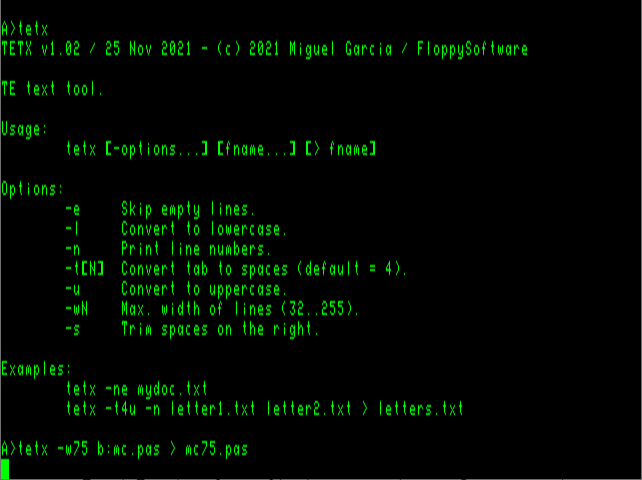 A>tetx
TETX v1.02 / 25 Nov 2021 - (c) 2021 Miguel Garcia / FloppySoftware
TE text tool.
Usage:
tetx [-options...] [fname...] [> fname]
Options:
-e Skip empty lines.
-l Convert to lowercase.
-n Print line numbers.
-t[N] Convert tab to spaces (default = 4).
-u Convert to uppercase.
-wN Max. width of lines (32..255).
-s Trim spaces on the right.
Examples:
tetx -ne mydoc.txt
tetx -t4u -n letter1.txt letter2.txt > letters.txt
A>tetx -w75 b:mc.pas > mc75.pas